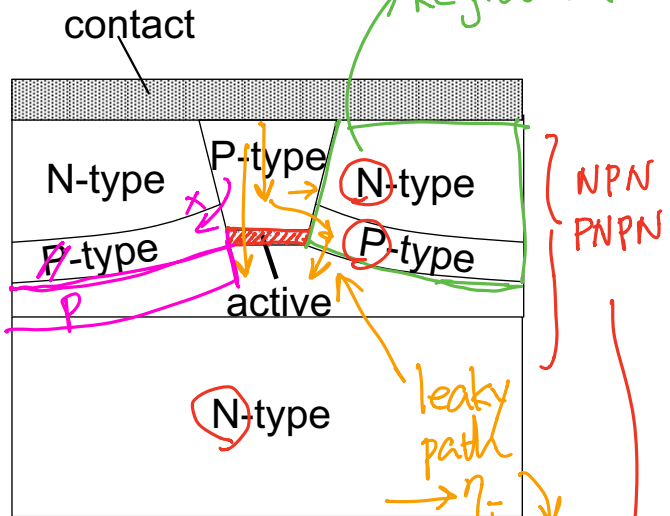 contact
P-type
N-type
N-type
P-type
P-type
P
active
N-type
NPN
PNPN
leaky
path